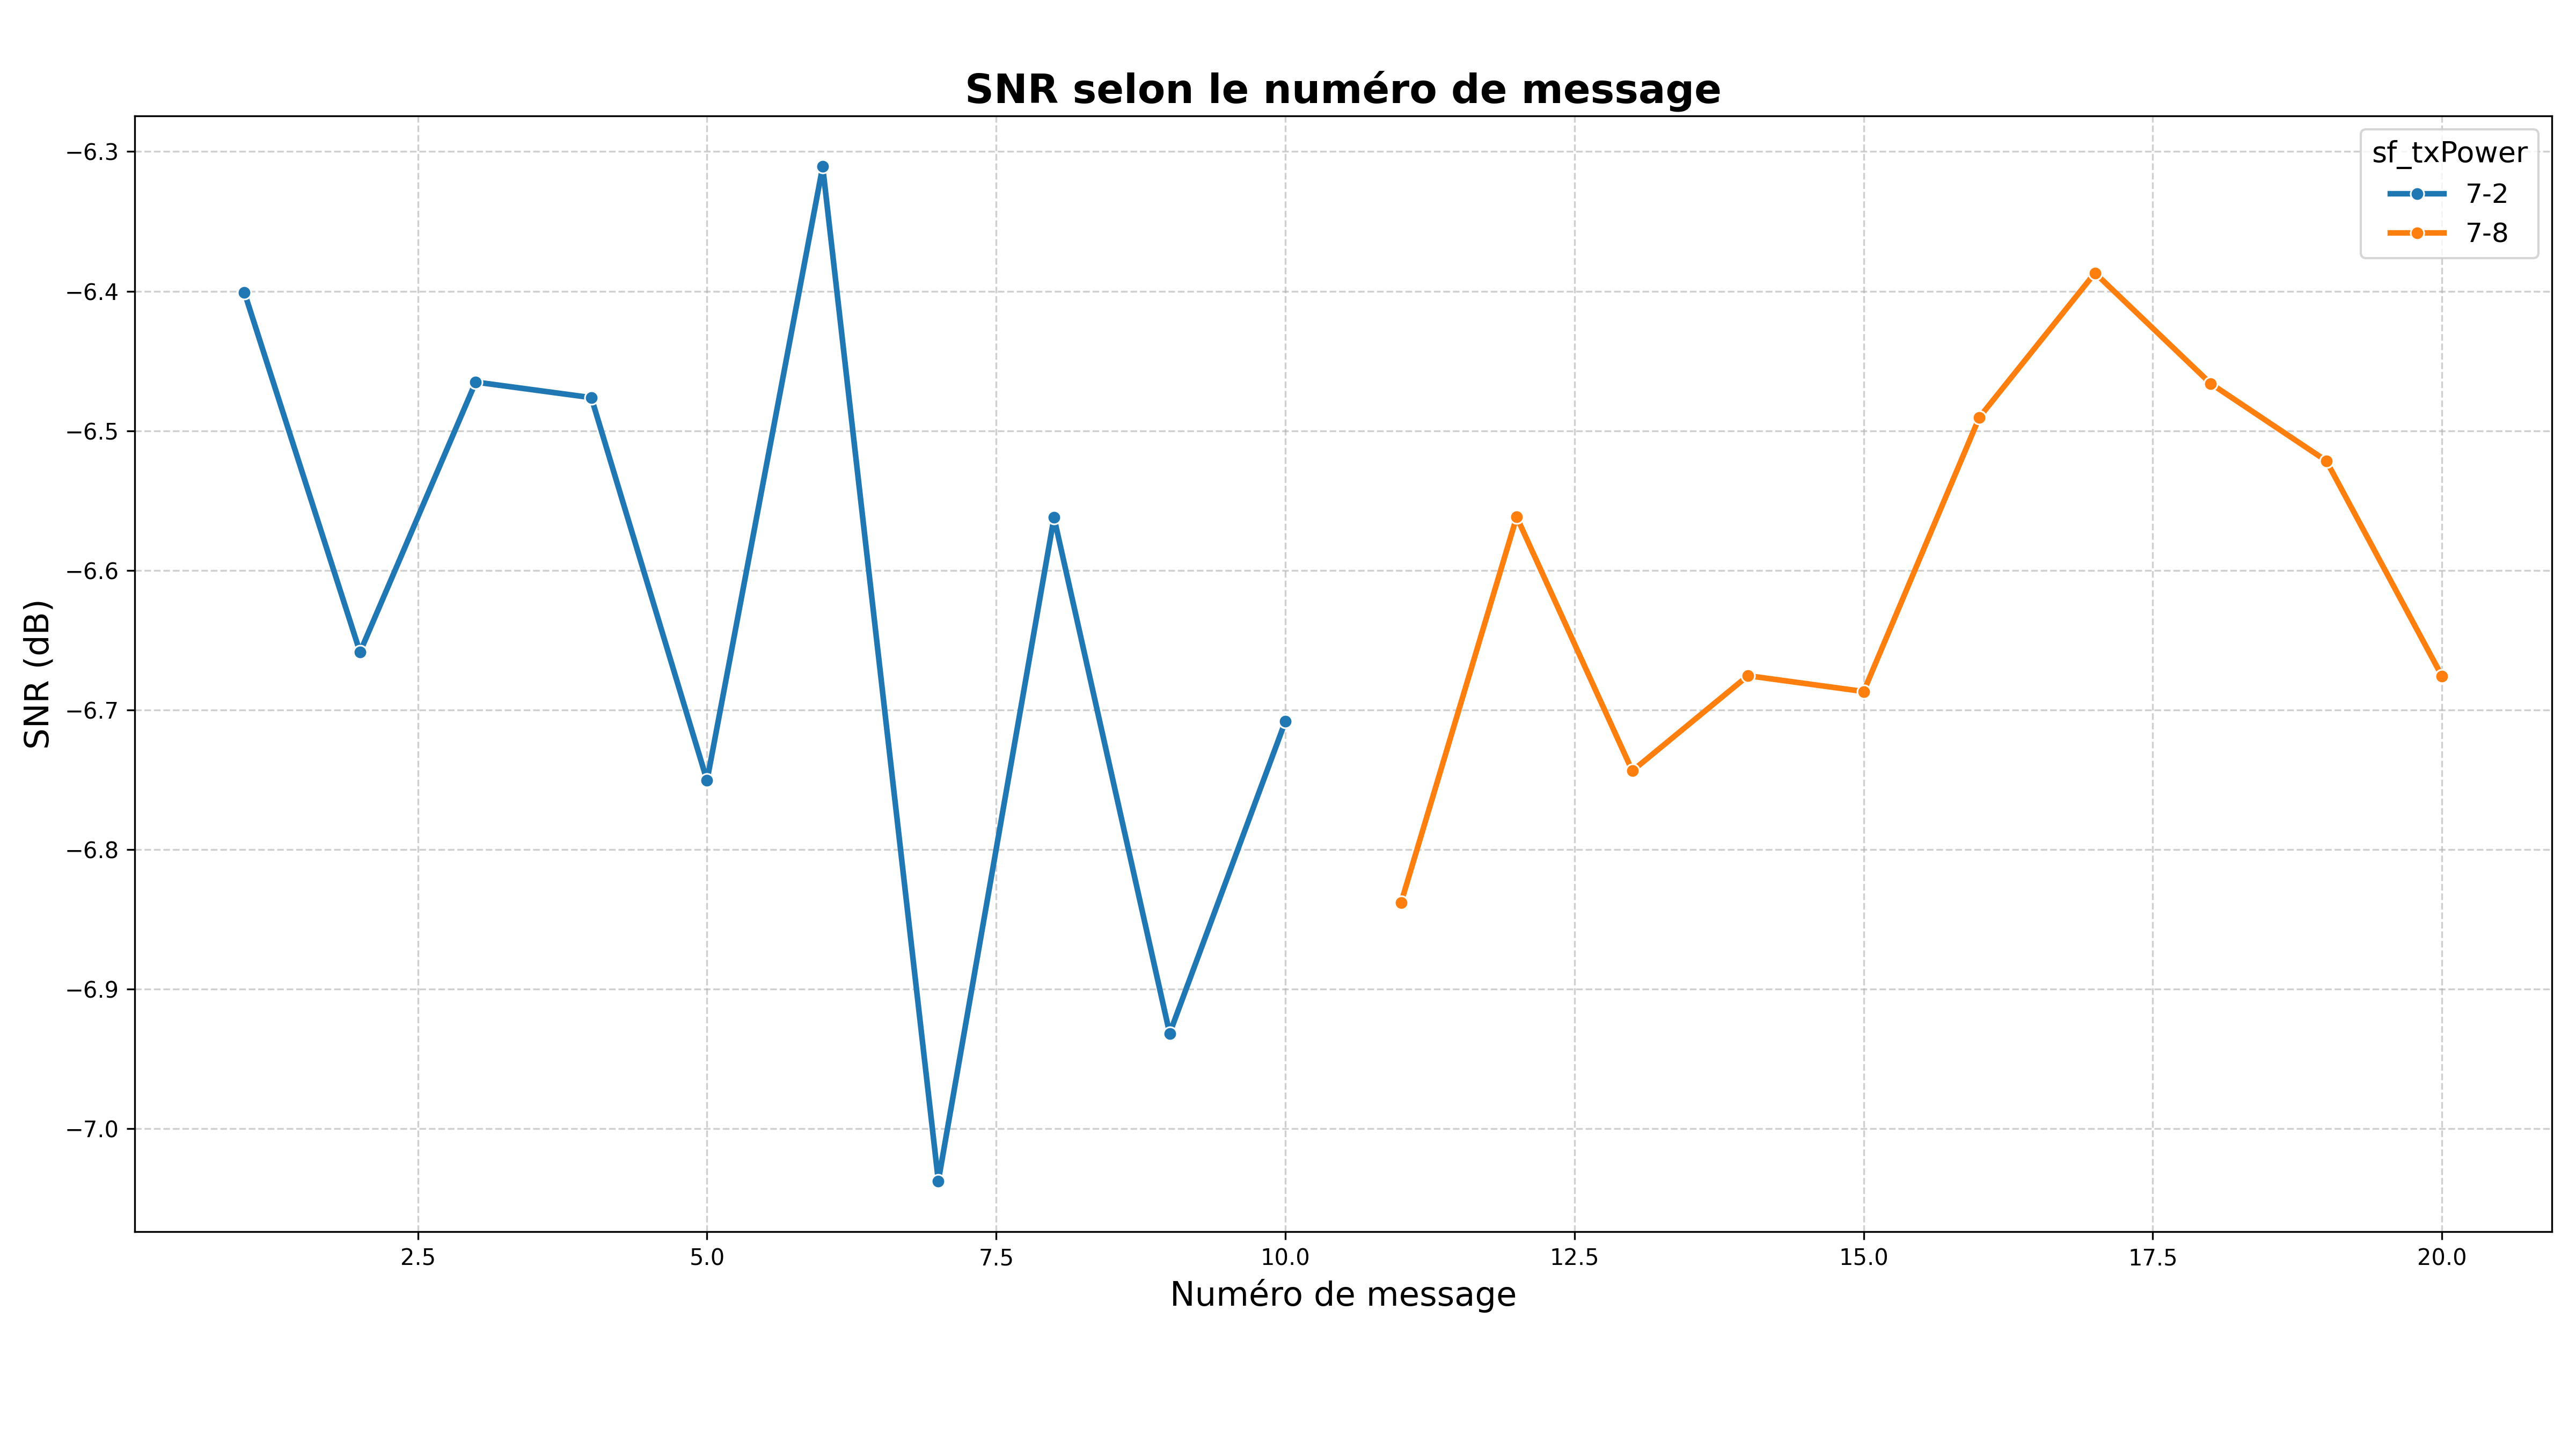 SNR selon le numéro de message
sf_txPower
7-2
7-8
SNR (dB)
−6.3
−6.4
−6.5
−6.6
−6.7
−6.8
−6.9
−7.0
2.5 5.0 7.5 10.0 12.5 15.0 17.5 20.0
Numéro de message